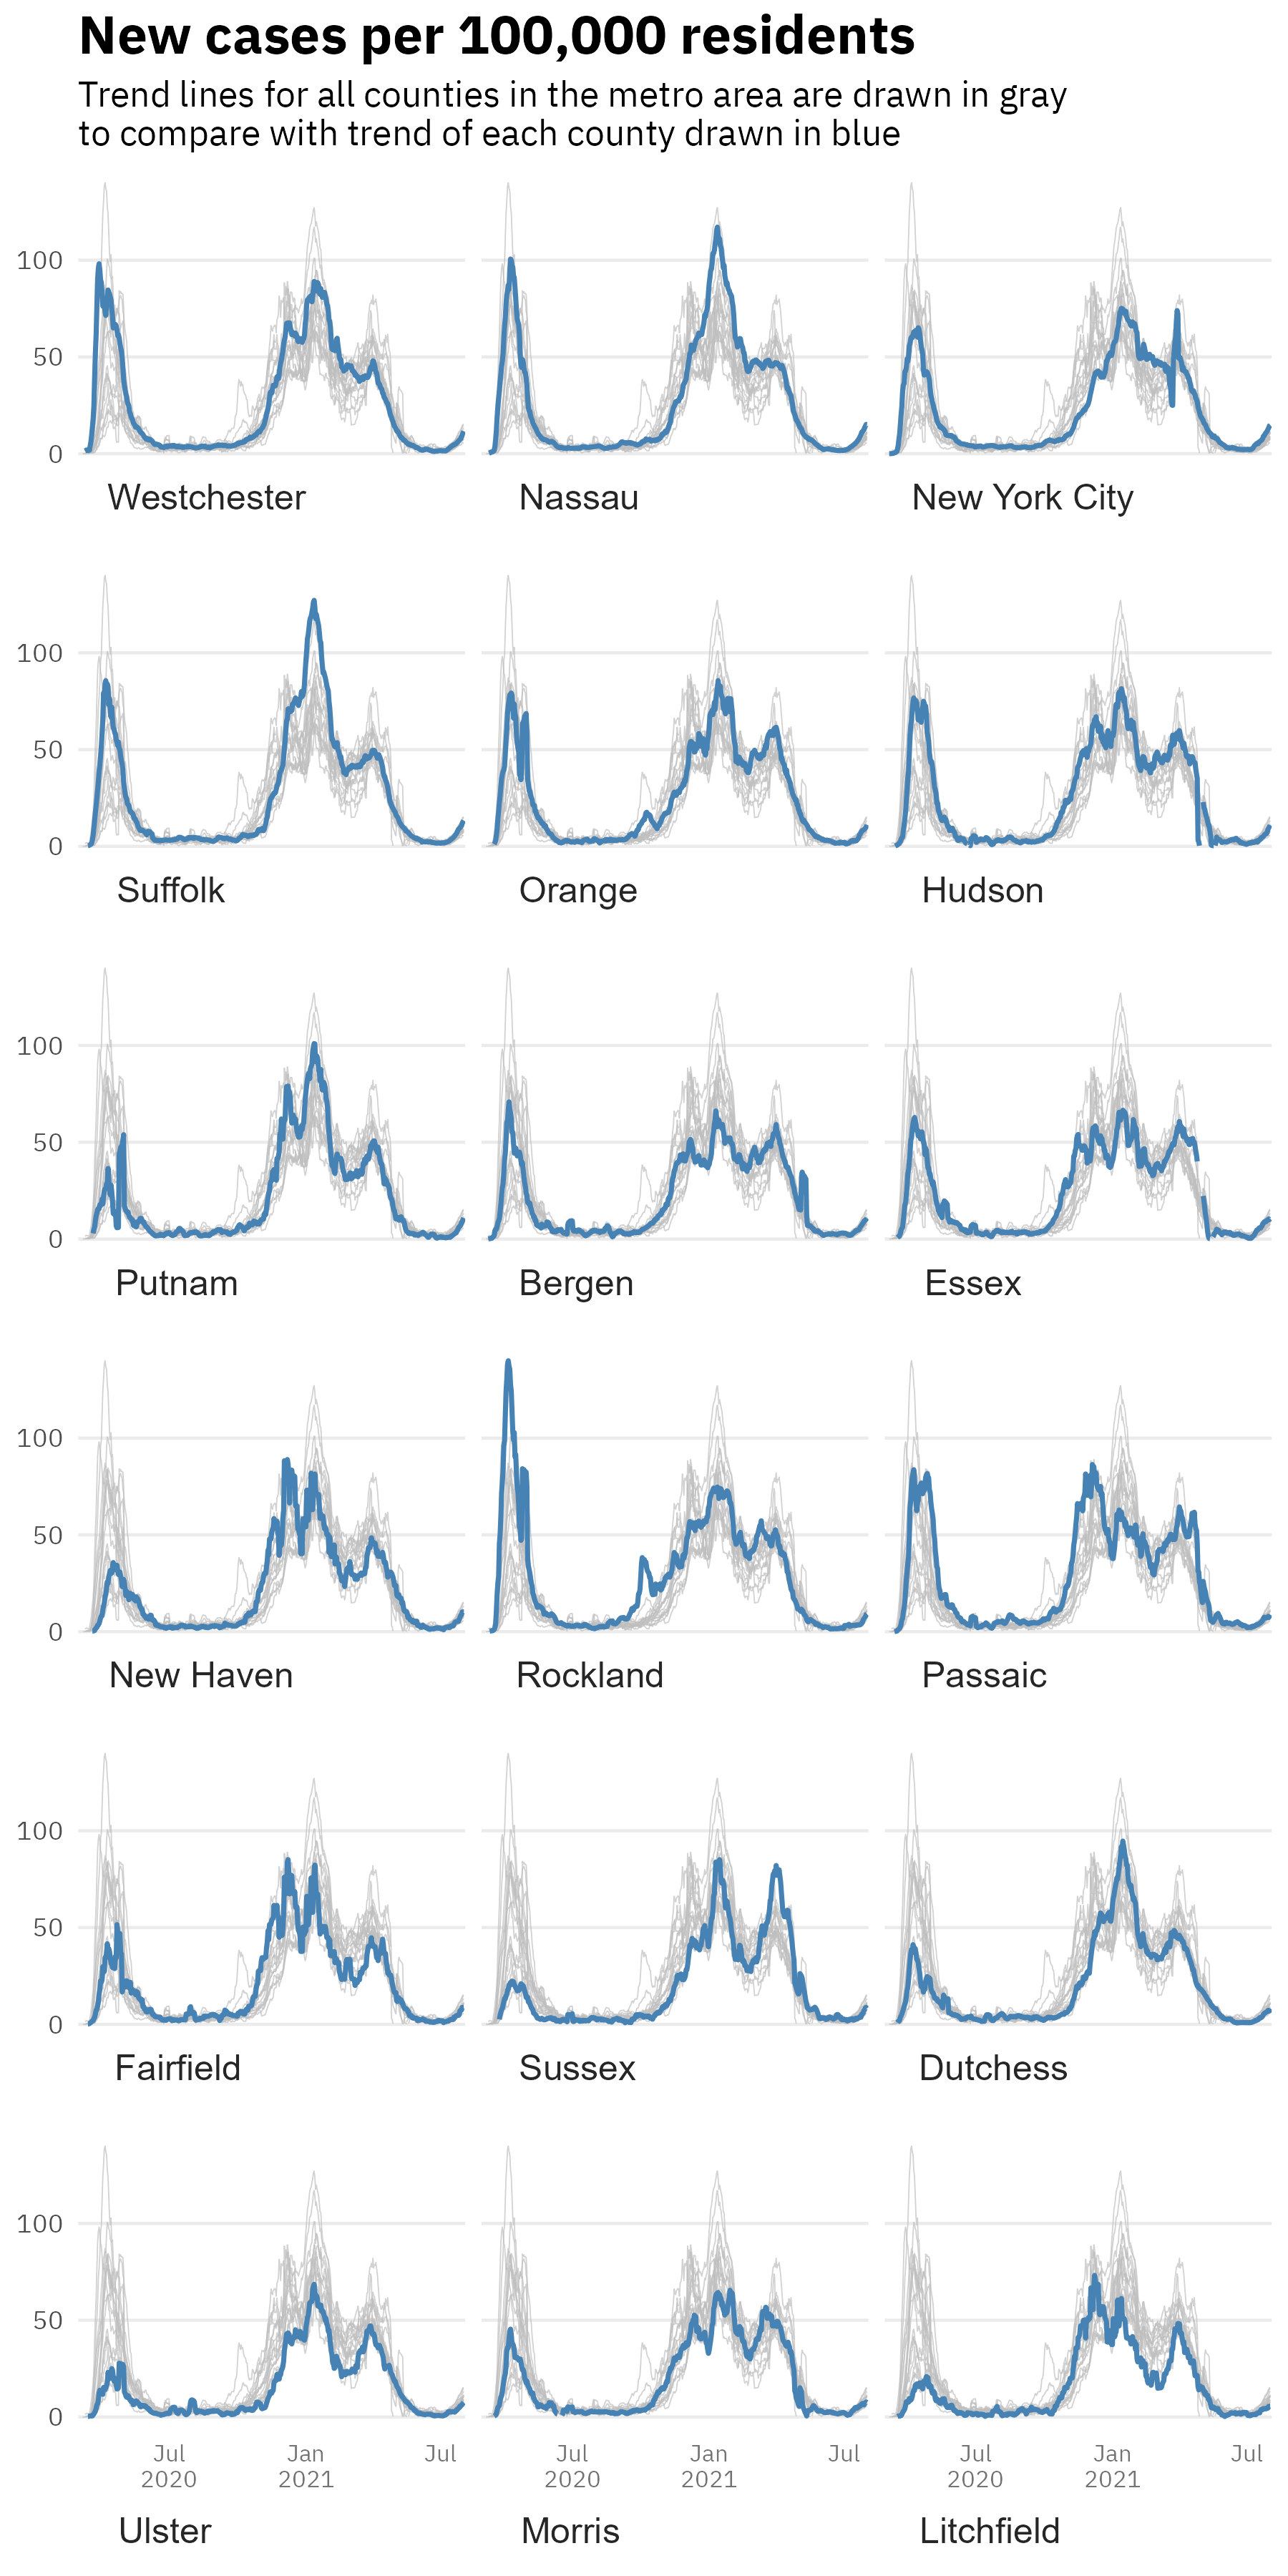 New cases per 100,000 residents
Trend lines for all counties in the metro area are drawn in gray
to compare with trend of each county drawn in blue
100
50
0
Westchester
Nassau
New York City
100
50
0
Suffolk
Orange
Hudson
100
50
0
Putnam
Bergen
Essex
100
50
0
New Haven
Rockland
Passaic
100
50
0
Fairfield
Sussex
Dutchess
100
50
0
Jul
2020
Jan
2021
Jul
Jul
2020
Jan
2021
Jul
Jul
2020
Jan
2021
Jul
Ulster
Morris
Litchfield